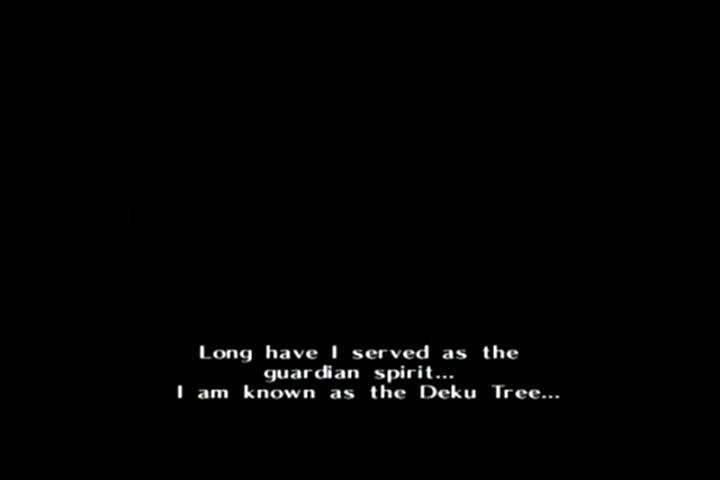 Long have I served as the
guardian spirit...
I am known as the Deku Tree...